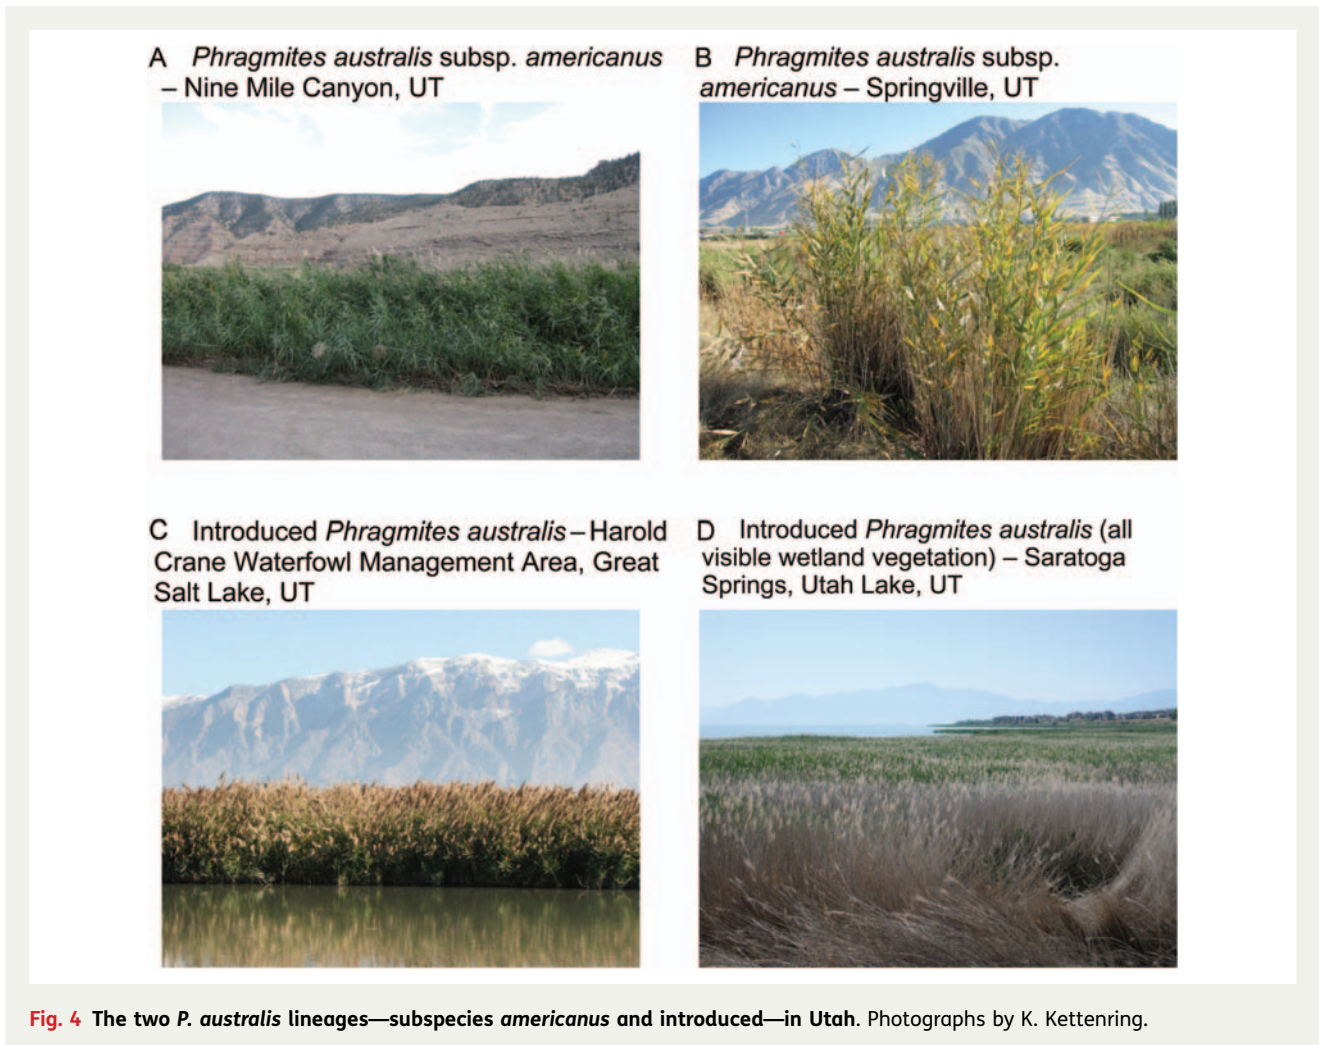 A Phragmites australis subsp. americanus
– Nine Mile Canyon, UT
B Phragmites australis subsp.
americanus – Springville, UT
C Introduced Phragmites australis – Harold
Crane Waterfowl Management Area, Great
Salt Lake, UT
D Introduced Phragmites australis (all
visible wetland vegetation) – Saratoga
Springs, Utah Lake, UT
Fig. 4 The two P. australis lineages—subspecies americanus and introduced—in Utah. Photographs by K. Kettenring.